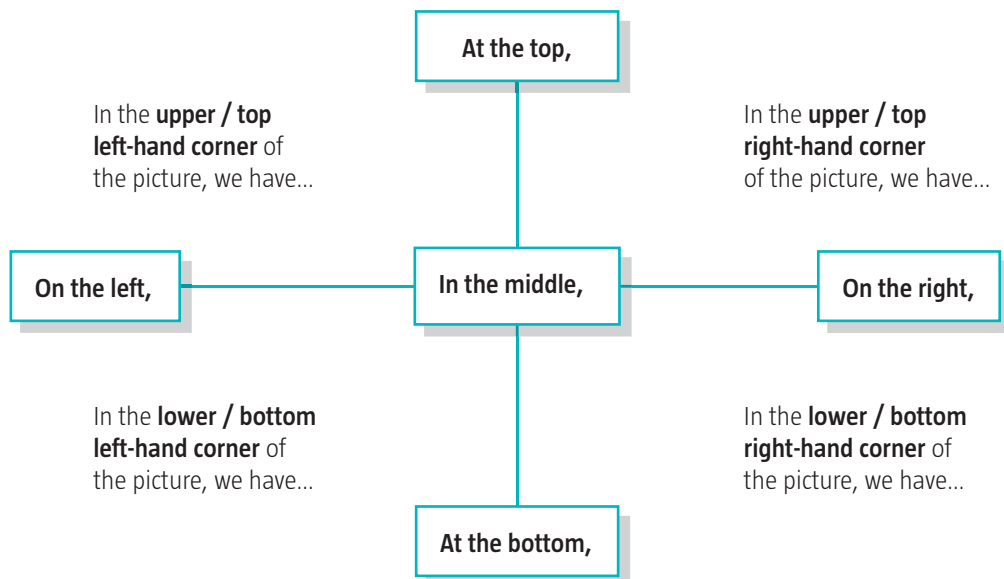 At the top,
In the upper / top
left-hand corner of
the picture, we have...
In the upper / top
right-hand corner
of the picture, we have...
On the left,
In the middle,
On the right,
In the lower / bottom
left-hand corner of
the picture, we have...
In the lower / bottom
right-hand corner of
the picture, we have...
At the bottom,